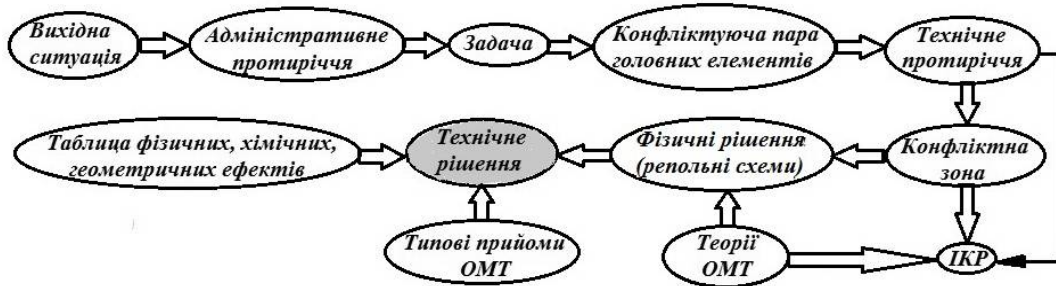 Вихідна
ситуація
Адміністративне
протиріччя
Задача
Конфліктуюча пара
головних елементів
Технічне
протиріччя
Таблица фізичних, хімічних,
геометричних ефектів
Технічне
рішення
Фізичні рішення
(репольні схеми)
Конфліктна
зона
Типові прийоми
ОМТ
Теорії
ОМТ
ІКР